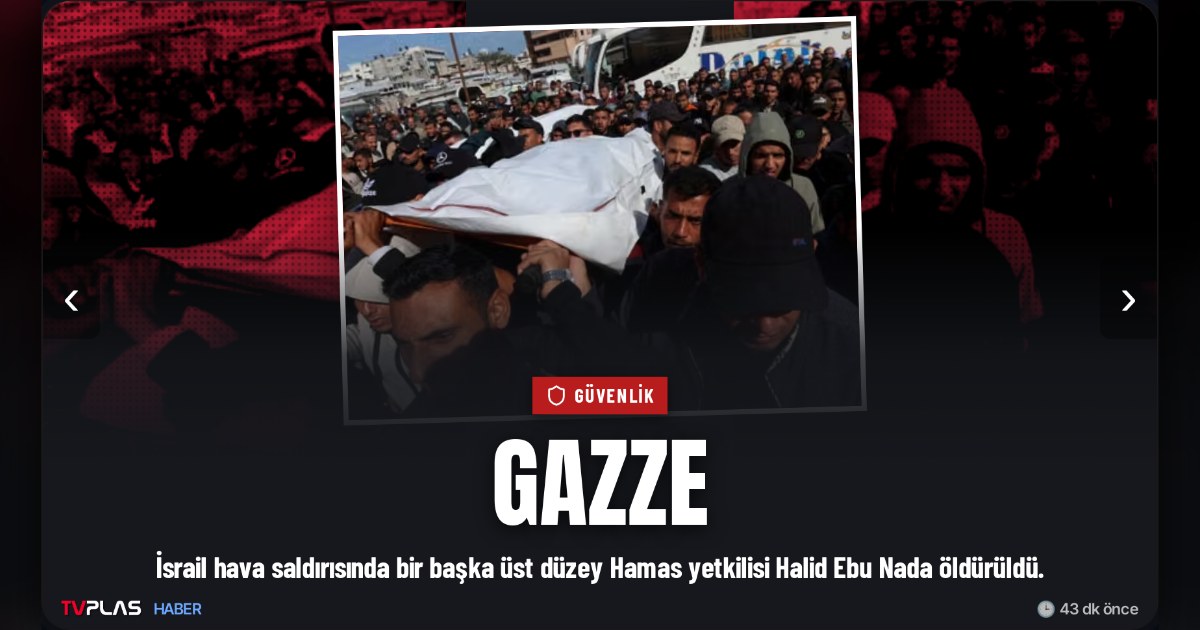 GÜVENLİK
GAZZE
İsrail hava saldırısında bir başka üst düzey Hamas yetkilisi Halid Ebu Nada öldürüldü.
TVPLAS HABER
43 dk önce